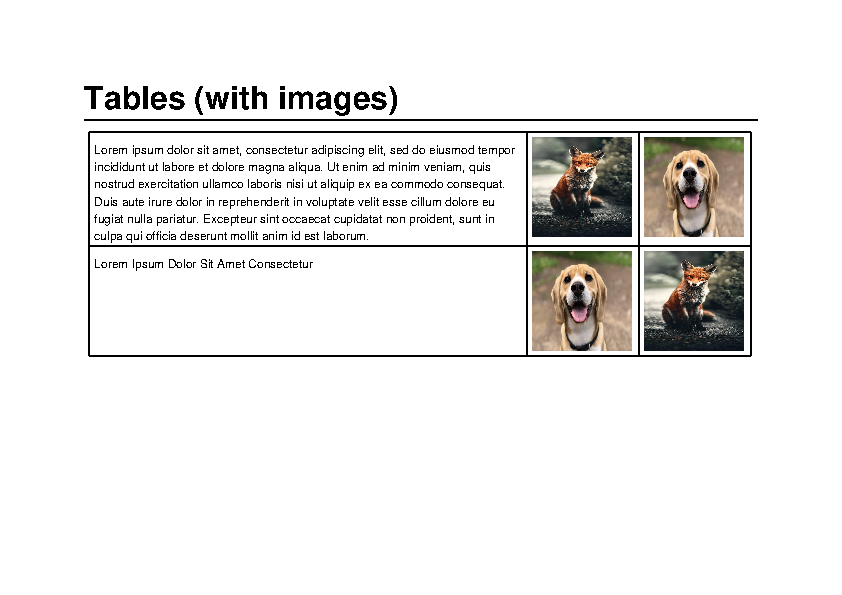 Tables (with images)
Lorem ipsum dolor sit amet, consectetur adipiscing elit, sed do eiusmod tempor
incididunt ut labore et dolore magna aliqua. Ut enim ad minim veniam, quis
nostrud exercitation ullamco laboris nisi ut aliquip ex ea commodo consequat.
Duis aute irure dolor in reprehenderit in voluptate velit esse cillum dolore eu
fugiat nulla pariatur. Excepteur sint occaecat cupidatat non proident, sunt in
culpa qui officia deserunt mollit anim id est laborum.
Lorem Ipsum Dolor Sit Amet Consectetur